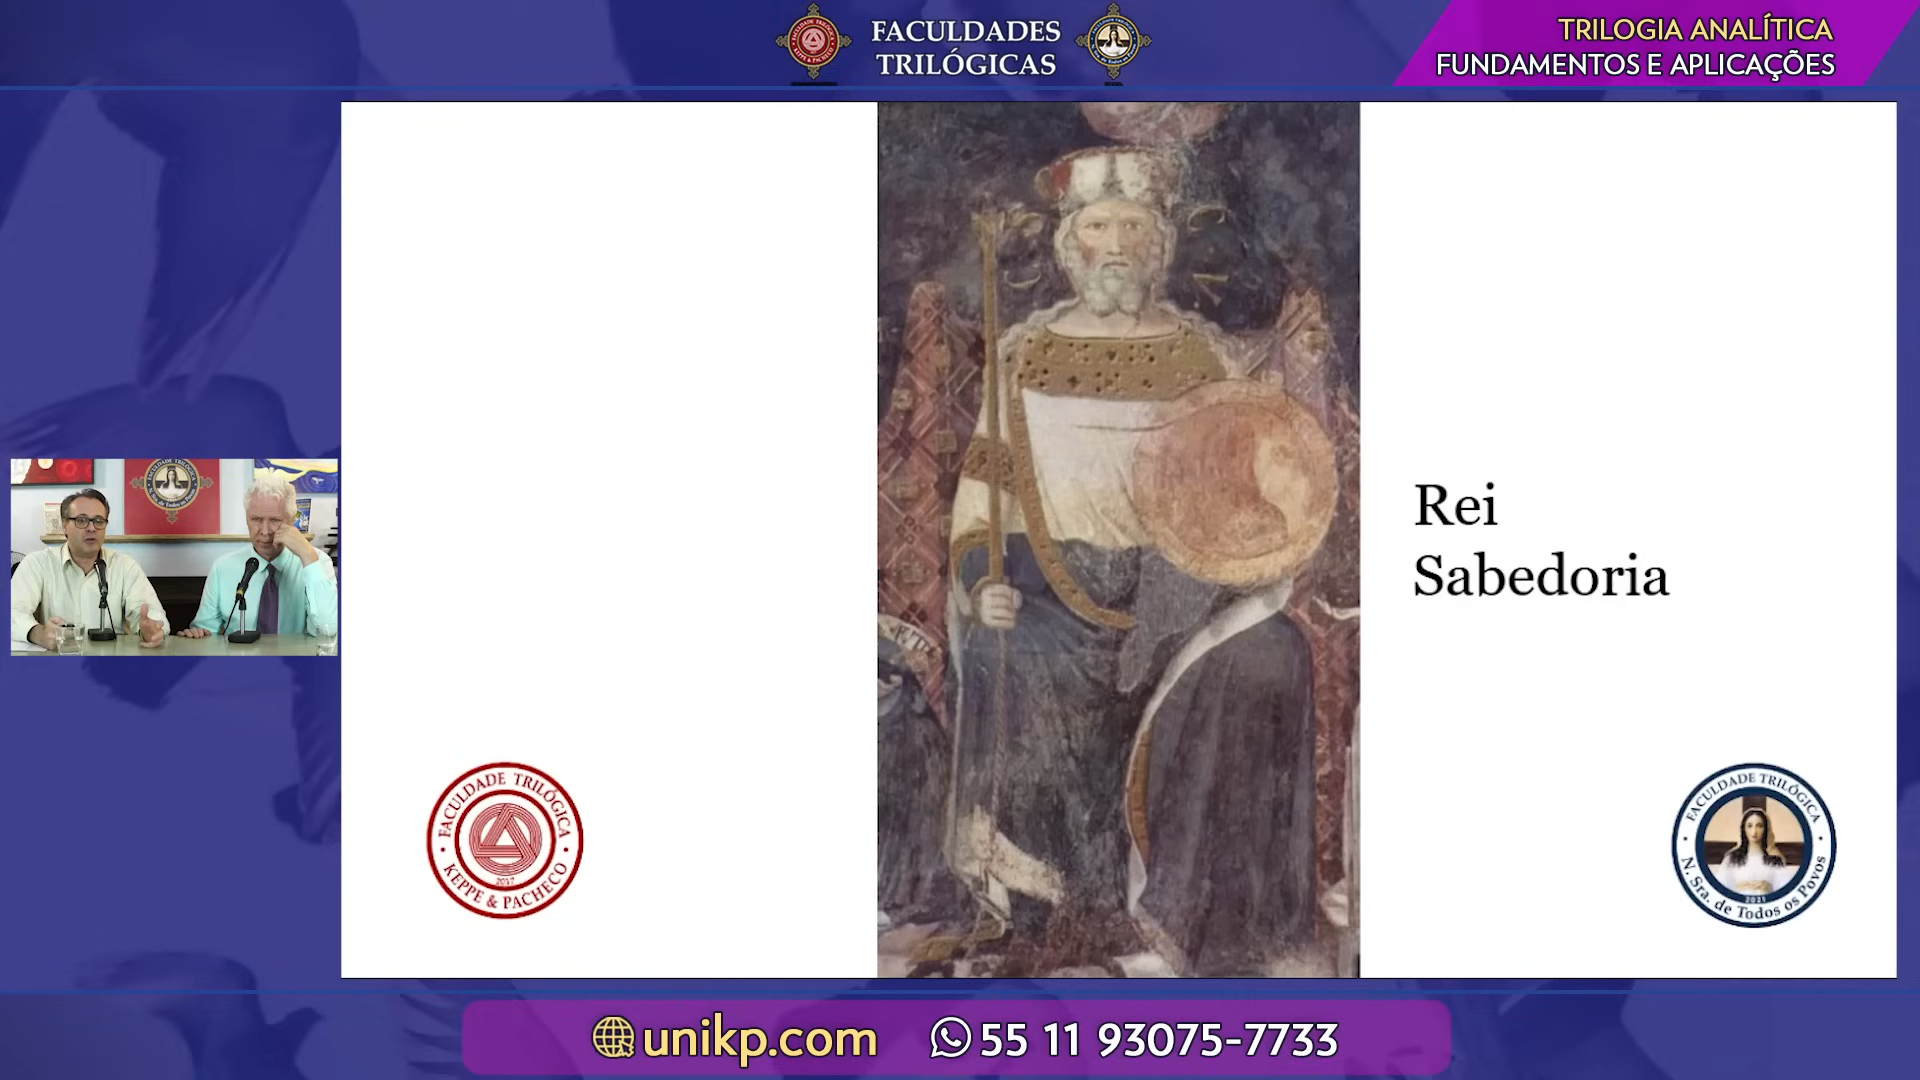 FACULDADES
TRILÓGICAS
TRILOGIA ANALÍTICA
FUNDAMENTOS E APLICAÇÕES
Rei
Sabedoria
FACULDADE TRILÓGICA
KEPPE & PACHECO
2017
FACULDADE TRILÓGICA
N. Sra. de Todos os Povos
2021
unikp.com
55 11 93075-7733